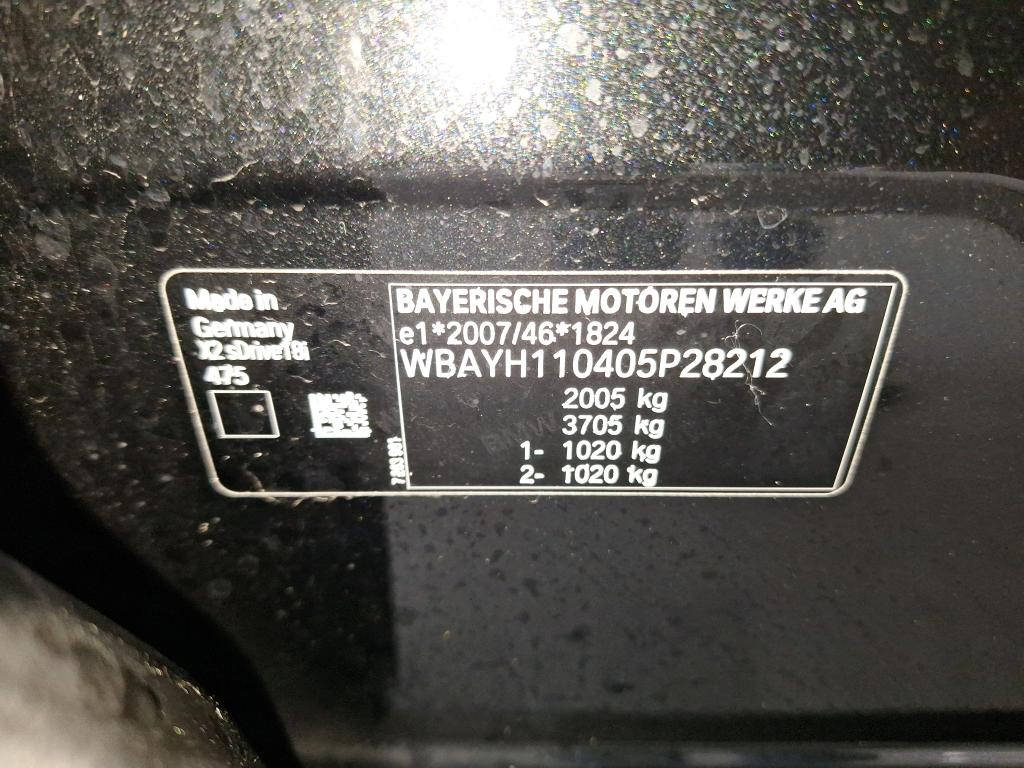 Made in
Germany
X2 sDrive18i
475
BAYERISCHE MOTOREN WERKE AG
e1*2007/46*1824
WBAYH110405P28212
2005 kg
3705 kg
1- 1020 kg
2- 1020 kg